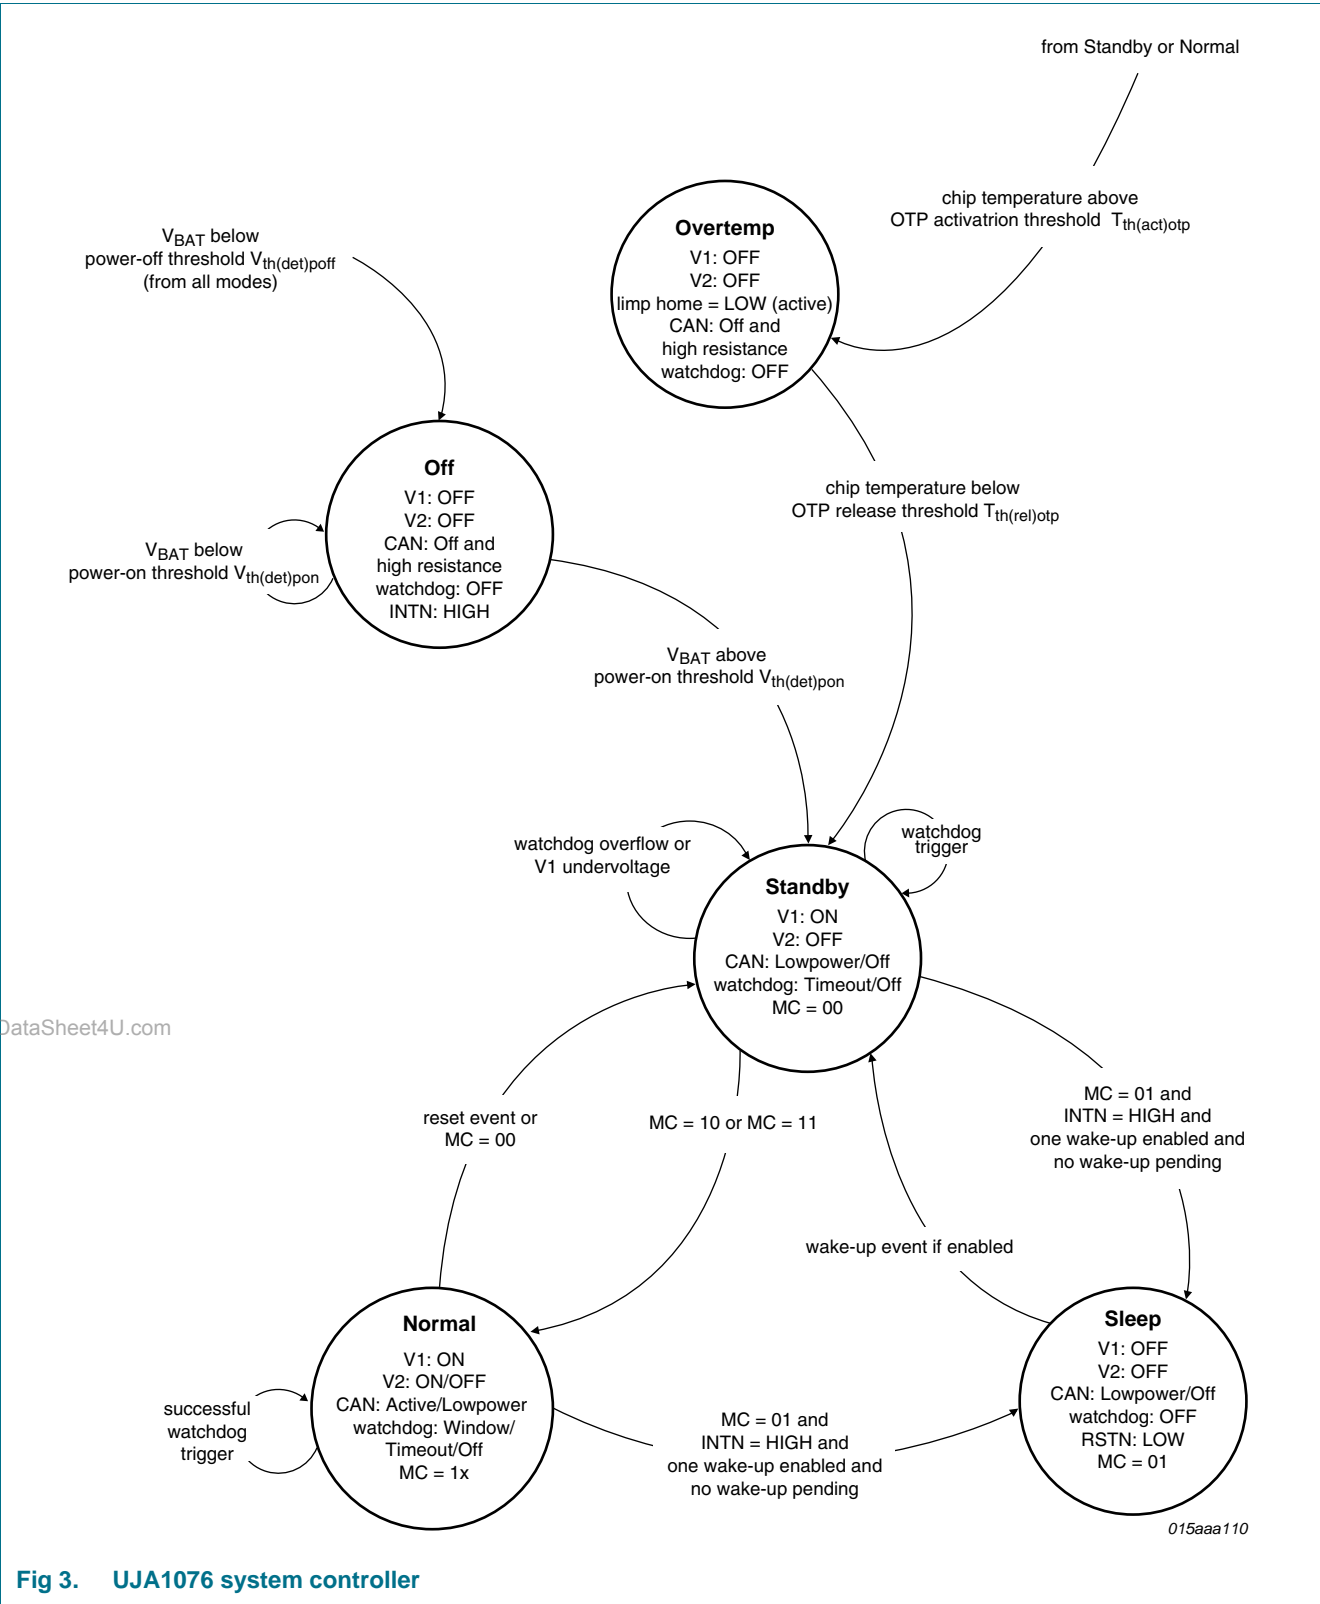 from Standby or Normal
chip temperature above
OTP activatrion threshold Tth(act)otp
Overtemp
V1: OFF
V2: OFF
limp home = LOW (active)
CAN: Off and
high resistance
watchdog: OFF
VBAT below
power-off threshold Vth(det)poff
(from all modes)
Off
V1: OFF
V2: OFF
CAN: Off and
high resistance
watchdog: OFF
INTN: HIGH
VBAT below
power-on threshold Vth(det)pon
chip temperature below
OTP release threshold Tth(rel)otp
VBAT above
power-on threshold Vth(det)pon
watchdog overflow or
V1 undervoltage
watchdog
trigger
Standby
V1: ON
V2: OFF
CAN: Lowpower/Off
watchdog: Timeout/Off
MC = 00
DataSheet4U.com
reset event or
MC = 00
MC = 10 or MC = 11
MC = 01 and
INTN = HIGH and
one wake-up enabled and
no wake-up pending
wake-up event if enabled
Normal
V1: ON
V2: ON/OFF
CAN: Active/Lowpower
watchdog: Window/
Timeout/Off
MC = 1x
successful
watchdog
trigger
MC = 01 and
INTN = HIGH and
one wake-up enabled and
no wake-up pending
Sleep
V1: OFF
V2: OFF
CAN: Lowpower/Off
watchdog: OFF
RSTN: LOW
MC = 01
015aaa110
Fig 3. UJA1076 system controller